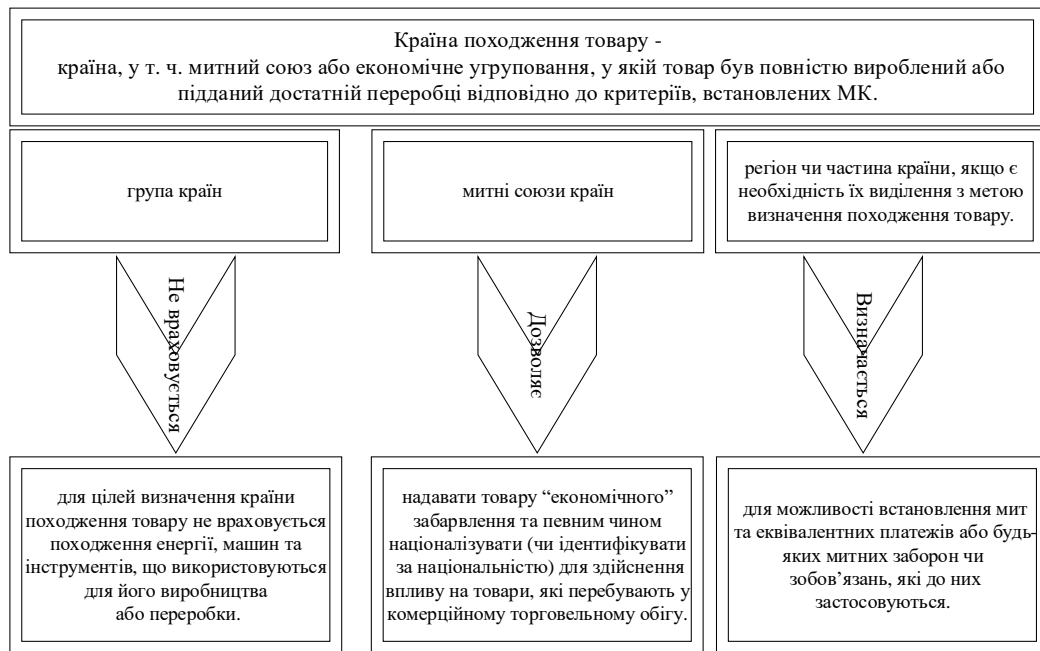 Країна походження товару -
країна, у т. ч. митний союз або економічне угруповання, у якій товар був повністю вироблений або
підданий достатній переробці відповідно до критеріїв, встановлених МК.
група країн
митні союзи країн
регіон чи частина країни, якщо є
необхідність їх виділення з метою
визначення походження товару.
Не враховується
Дозволяє
Визначається
для цілей визначення країни
походження товару не враховується
походження енергії, машин та
інструментів, що використовуються
для його виробництва
або переробки.
надавати товару “економічного”
забарвлення та певним чином
націоналізувати (чи ідентифікувати
за національністю) для здійснення
впливу на товари, які перебувають у
комерційному торговельному обігу.
для можливості встановлення мит
та еквівалентних платежів або будь-
яких митних заборон чи
зобов’язань, які до них
застосовуються.